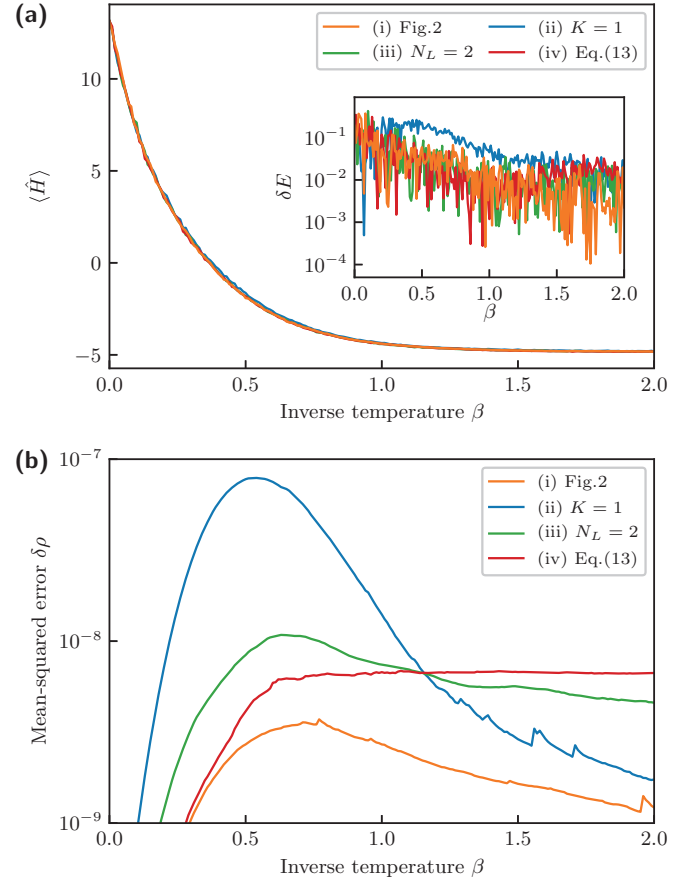 (a)
⟨Ĥ⟩
10
5
0
−5
(i) Fig.2
(ii) K = 1
(iii) N_L = 2
(iv) Eq.(13)
δE
10⁻¹
10⁻²
10⁻³
10⁻⁴
0.0 0.5 1.0 1.5 2.0
β
0.0 0.5 1.0 1.5 2.0
Inverse temperature β
(b)
Mean-squared error δρ
10⁻⁷
10⁻⁸
10⁻⁹
(i) Fig.2
(ii) K = 1
(iii) N_L = 2
(iv) Eq.(13)
0.0 0.5 1.0 1.5 2.0
Inverse temperature β